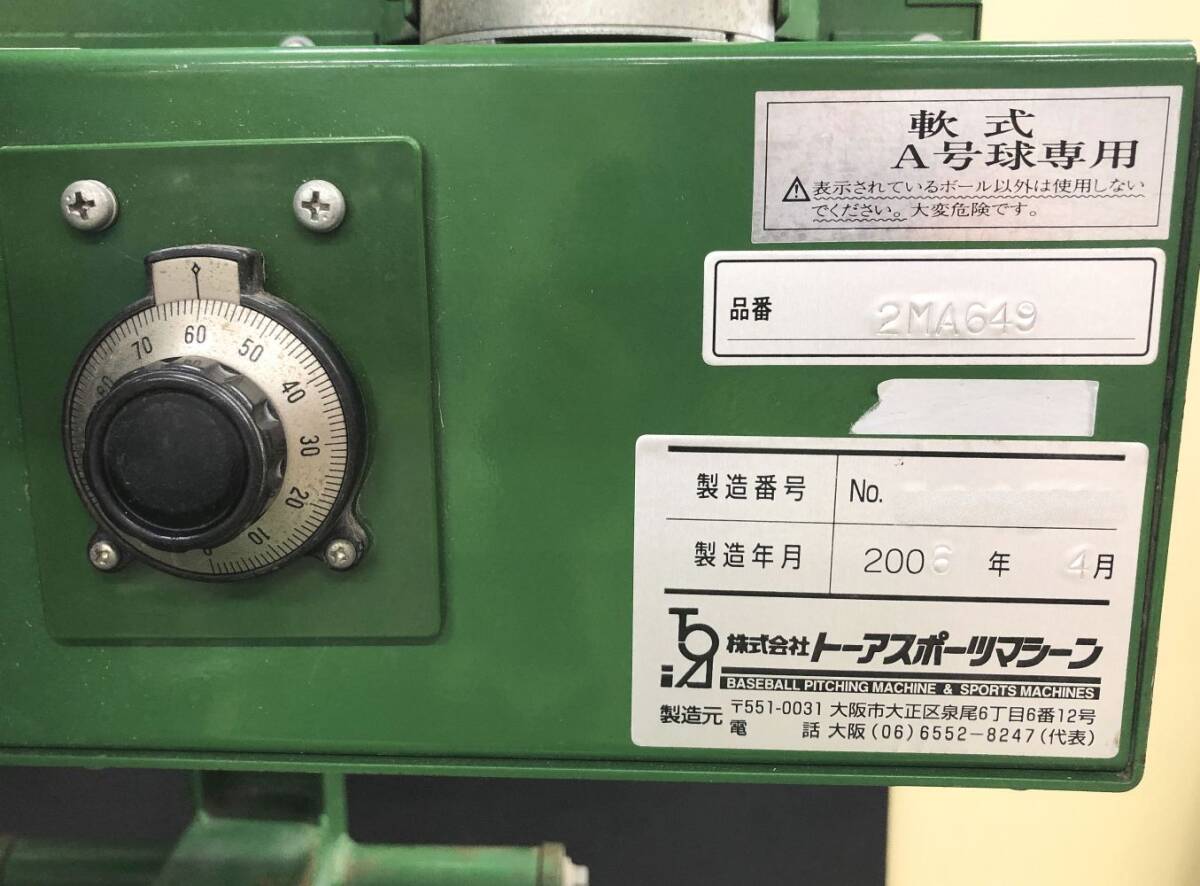 軟式
A号球専用
⚠表示されているボール以外は使用しない
でください。大変危険です。
品番 2MA649
製造番号 No.
製造年月 2006年 4月
TOA
株式会社トーアスポーツマシーン
BASEBALL PITCHING MACHINE & SPORTS MACHINES
製造元 〒551-0031 大阪市大正区泉尾6丁目6番12号
電 話 大阪(06)6552-8247(代表)
70 60 50 40 30 20 10